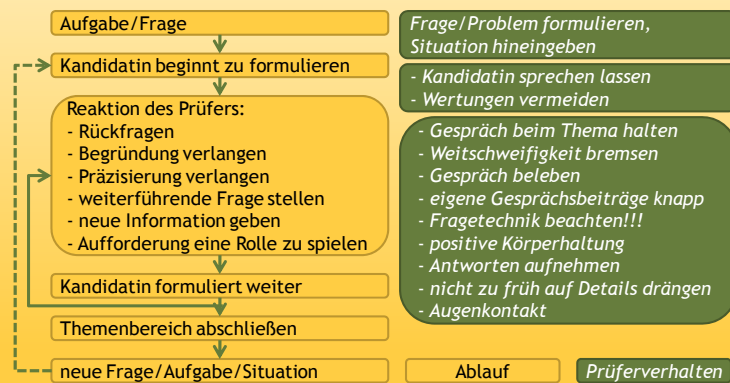 Aufgabe/Frage
Kandidatin beginnt zu formulieren
Reaktion des Prüfers:
- Rückfragen
- Begründung verlangen
- Präzisierung verlangen
- weiterführende Frage stellen
- neue Information geben
- Aufforderung eine Rolle zu spielen
Kandidatin formuliert weiter
Themenbereich abschließen
neue Frage/Aufgabe/Situation
Frage/Problem formulieren,
Situation hineingeben
- Kandidatin sprechen lassen
- Wertungen vermeiden
- Gespräch beim Thema halten
- Weitschweifigkeit bremsen
- Gespräch beleben
- eigene Gesprächsbeiträge knapp
- Fragetechnik beachten!!!
- positive Körperhaltung
- Antworten aufnehmen
- nicht zu früh auf Details drängen
- Augenkontakt
Ablauf
Prüferverhalten